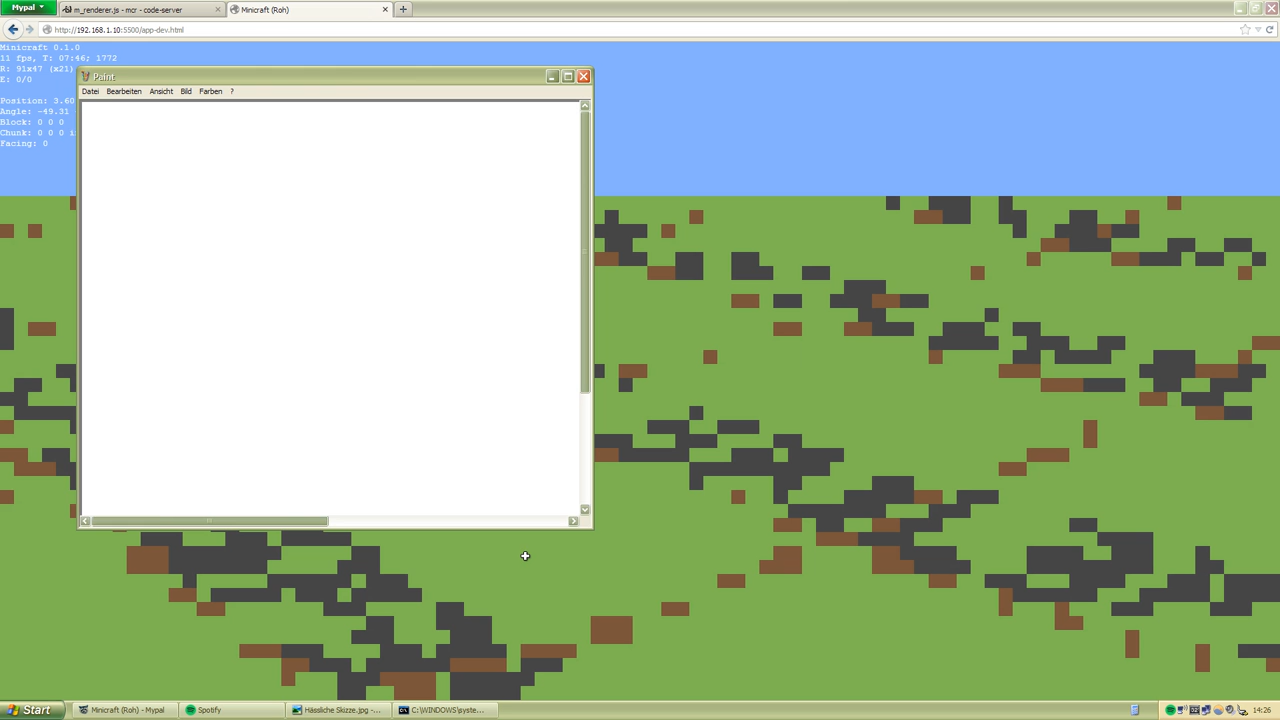 Mypal
m_renderer.js - mcr - code-server
Minicraft (Roh)
http://192.168.1.10:5500/app-dev.html
Minicraft 0.1.0
11 fps, T: 07:46; 1772
R: 91x47 (x21)
E: 0/0
Position: 3.60
Angle: -49.31
Block: 0 0 0
Chunk: 0 0 0 i
Facing: 0
Paint
Datei Bearbeiten Ansicht Bild Farben ?
Start
Minicraft (Roh) - Mypal
Spotify
Hässliche Skizze.jpg -...
C:\WINDOWS\syste...
14:26